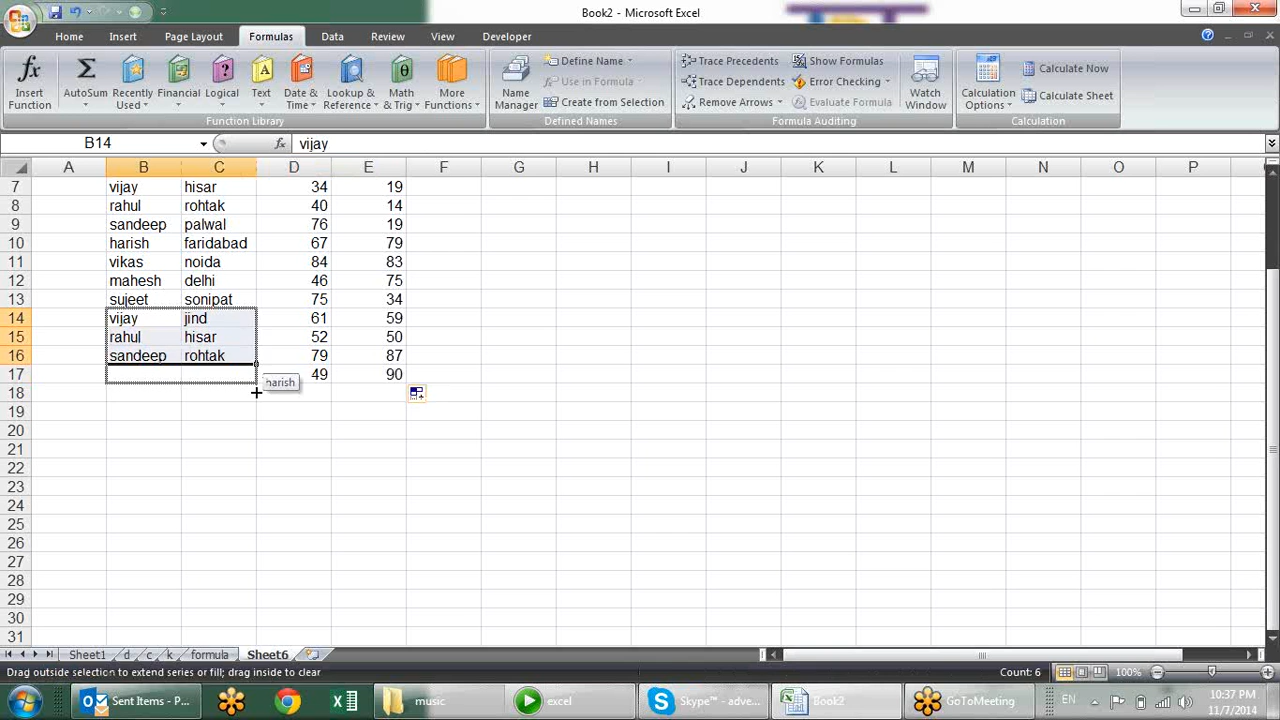 Book2 - Microsoft Excel
Home Insert Page Layout Formulas Data Review View Developer
Insert Function
AutoSum
Recently Used
Financial
Logical
Text
Date & Time
Lookup & Reference
Math & Trig
More Functions
Function Library
Name Manager
Define Name
Use in Formula
Create from Selection
Defined Names
Trace Precedents
Trace Dependents
Remove Arrows
Show Formulas
Error Checking
Evaluate Formula
Formula Auditing
Watch Window
Calculation Options
Calculate Now
Calculate Sheet
Calculation
B14 fx vijay
A B C D E F G H I J K L M N O P
7 vijay hisar 34 19
8 rahul rohtak 40 14
9 sandeep palwal 76 19
10 harish faridabad 67 79
11 vikas noida 84 83
12 mahesh delhi 46 75
13 sujeet sonipat 75 34
14 vijay jind 61 59
15 rahul hisar 52 50
16 sandeep rohtak 79 87
17 49 90
harish
18
19
20
21
22
23
24
25
26
27
28
29
30
31
Sheet1 d c k formula Sheet6
Drag outside selection to extend series or fill; drag inside to clear Count: 6 100%
Sent Items - P... music excel Skype™ - adve... Book2 GoToMeeting EN 10:37 PM
11/7/2014